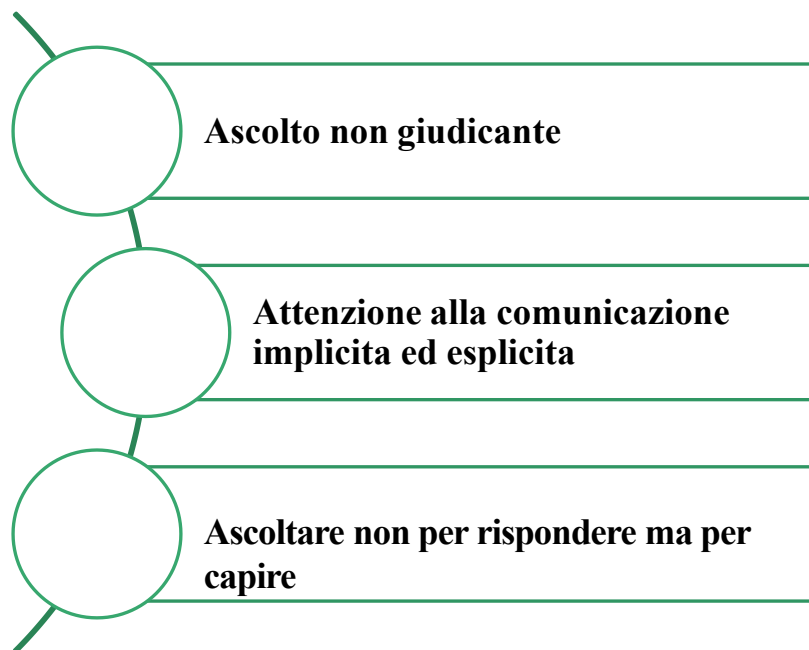 Ascolto non giudicante
Attenzione alla comunicazione
implicita ed esplicita
Ascoltare non per rispondere ma per
capire